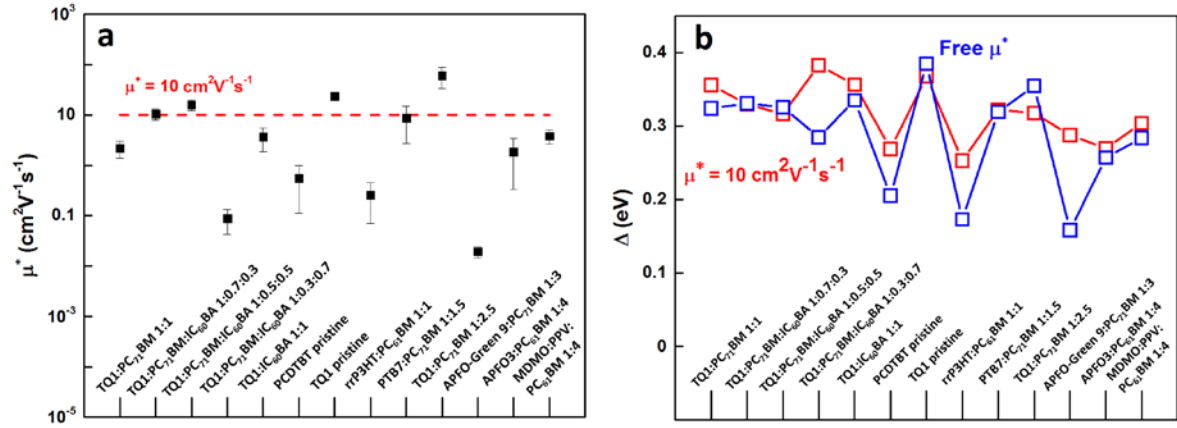 a
μ* (cm²V⁻¹s⁻¹)
10³
10
0.1
10⁻³
10⁻⁵
μ* = 10 cm²V⁻¹s⁻¹
TQ1:PC₇₁BM 1:1
TQ1:PC₇₁BM:IC₆₀BA 1:0.7:0.3
TQ1:PC₇₁BM:IC₆₀BA 1:0.5:0.5
TQ1:PC₇₁BM:IC₆₀BA 1:0.3:0.7
TQ1:IC₆₀BA 1:1
PCDTBT pristine
TQ1 pristine
rrP3HT:PC₆₁BM 1:1
PTB7:PC₇₁BM 1:1.5
TQ1:PC₇₁BM 1:2.5
APFO-Green 9:PC₇₁BM 1:3
APFO3:PC₆₁BM 1:4
MDMO:PV:
PC₆₁BM 1:4
b
Δ (eV)
0.4
0.3
0.2
0.1
0
Free μ*
μ* = 10 cm²V⁻¹s⁻¹
TQ1:PC₇₁BM 1:1
TQ1:PC₇₁BM:IC₆₀BA 1:0.7:0.3
TQ1:PC₇₁BM:IC₆₀BA 1:0.5:0.5
TQ1:PC₇₁BM:IC₆₀BA 1:0.3:0.7
TQ1:IC₆₀BA 1:1
PCDTBT pristine
TQ1 pristine
rrP3HT:PC₆₁BM 1:1
PTB7:PC₇₁BM 1:1.5
TQ1:PC₇₁BM 1:2.5
APFO-Green 9:PC₇₁BM 1:3
APFO3:PC₆₁BM 1:4
MDMO:PV:
PC₆₁BM 1:4